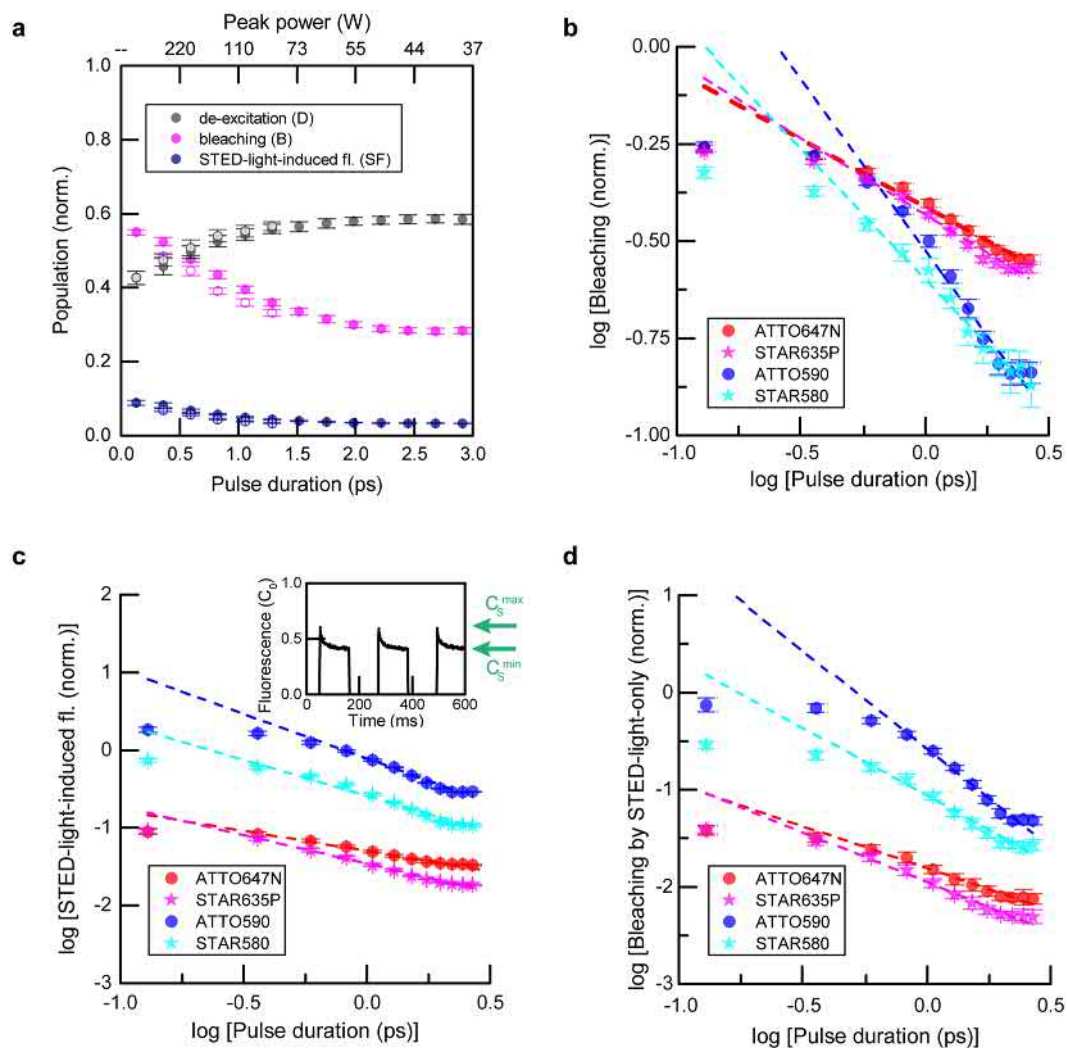 a
Peak power (W)
-- 220 110 73 55 44 37
1.0
0.8
0.6
0.4
0.2
0.0
Population (norm.)
de-excitation (D)
bleaching (B)
STED-light-induced fl. (SF)
0.0 0.5 1.0 1.5 2.0 2.5 3.0
Pulse duration (ps)
b
0.00
-0.25
-0.50
-0.75
-1.00
log [Bleaching (norm.)]
ATTO647N
STAR635P
ATTO590
STAR580
-1.0 -0.5 0.0 0.5
log [Pulse duration (ps)]
c
2
1
0
-1
-2
-3
log [STED-light-induced fl. (norm.)]
1.0
0.5
0.0
Fluorescence (C0)
0 200 400 600
Time (ms)
CSmax
CSmin
ATTO647N
STAR635P
ATTO590
STAR580
-1.0 -0.5 0.0 0.5
log [Pulse duration (ps)]
d
1
0
-1
-2
-3
log [Bleaching by STED-light-only (norm.)]
ATTO647N
STAR635P
ATTO590
STAR580
-1.0 -0.5 0.0 0.5
log [Pulse duration (ps)]